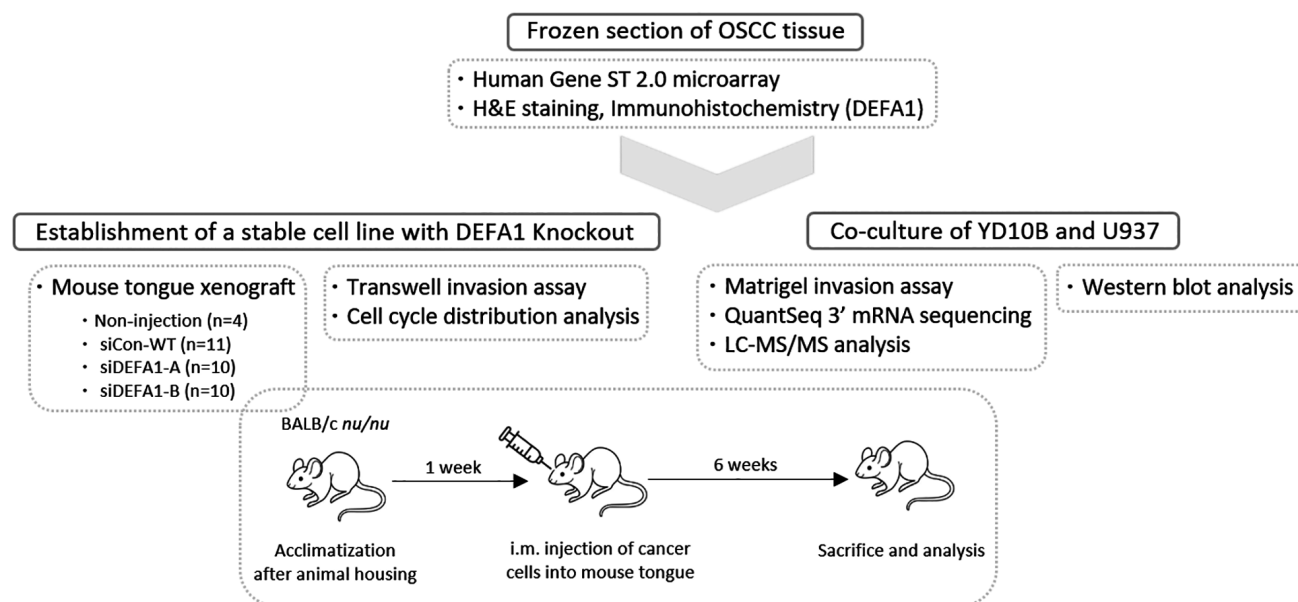 Frozen section of OSCC tissue
· Human Gene ST 2.0 microarray
· H&E staining, Immunohistochemistry (DEFA1)
Establishment of a stable cell line with DEFA1 Knockout
· Mouse tongue xenograft
· Non-injection (n=4)
· siCon-WT (n=11)
· siDEFA1-A (n=10)
· siDEFA1-B (n=10)
· Transwell invasion assay
· Cell cycle distribution analysis
Co-culture of YD10B and U937
· Matrigel invasion assay
· QuantSeq 3’ mRNA sequencing
· LC-MS/MS analysis
· Western blot analysis
BALB/c nu/nu
1 week
6 weeks
Acclimatization
after animal housing
i.m. injection of cancer
cells into mouse tongue
Sacrifice and analysis